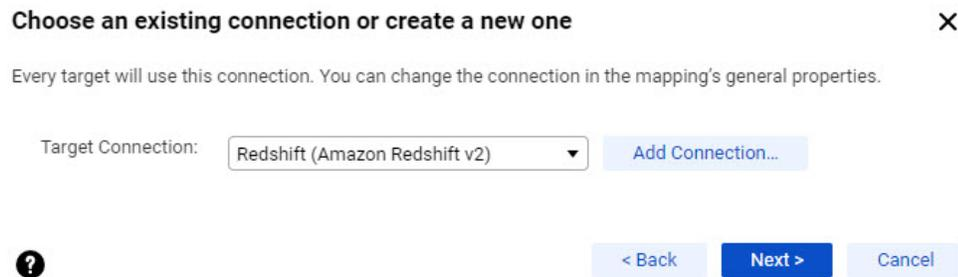 Choose an existing connection or create a new one
Every target will use this connection. You can change the connection in the mapping's general properties.
Target Connection: Redshift (Amazon Redshift v2) Add Connection...
? < Back Next > Cancel